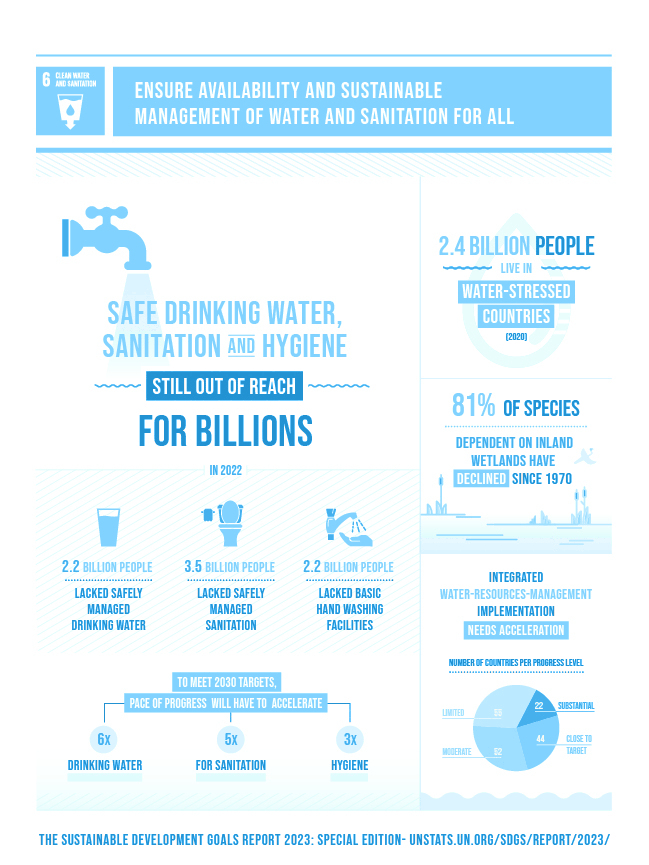 6 CLEAN WATER
AND SANITATION
ENSURE AVAILABILITY AND SUSTAINABLE
MANAGEMENT OF WATER AND SANITATION FOR ALL
SAFE DRINKING WATER,
SANITATION AND HYGIENE
STILL OUT OF REACH
FOR BILLIONS
IN 2022
2.2 BILLION PEOPLE
LACKED SAFELY
MANAGED
DRINKING WATER
3.5 BILLION PEOPLE
LACKED SAFELY
MANAGED
SANITATION
2.2 BILLION PEOPLE
LACKED BASIC
HAND WASHING
FACILITIES
TO MEET 2030 TARGETS,
PACE OF PROGRESS WILL HAVE TO ACCELERATE
6x
DRINKING WATER
5x
FOR SANITATION
3x
HYGIENE
2.4 BILLION PEOPLE
LIVE IN
WATER-STRESSED
COUNTRIES
(2020)
81% OF SPECIES
DEPENDENT ON INLAND
WETLANDS HAVE
DECLINED SINCE 1970
INTEGRATED
WATER-RESOURCES-MANAGEMENT
IMPLEMENTATION
NEEDS ACCELERATION
NUMBER OF COUNTRIES PER PROGRESS LEVEL
22 SUBSTANTIAL
44 CLOSE TO
TARGET
LIMITED
MODERATE 62
THE SUSTAINABLE DEVELOPMENT GOALS REPORT 2023: SPECIAL EDITION- UNSTATS.UN.ORG/SDGS/REPORT/2023/